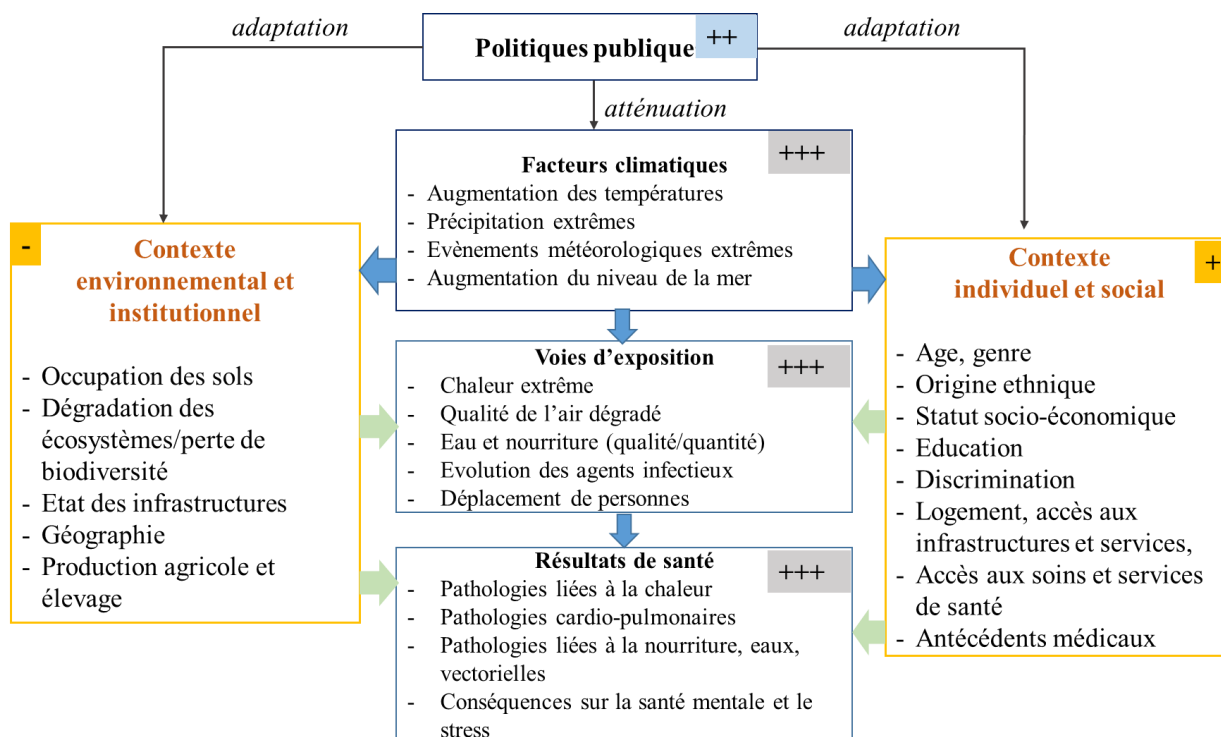 adaptation
Politiques publique
++
adaptation
atténuation
Facteurs climatiques
+++
- Augmentation des températures
- Précipitation extrêmes
- Evènements météorologiques extrêmes
- Augmentation du niveau de la mer
-
Contexte
environnemental et
institutionnel
- Occupation des sols
- Dégradation des
écosystèmes/perte de
biodiversité
- Etat des infrastructures
- Géographie
- Production agricole et
élevage
Voies d’exposition
+++
- Chaleur extrême
- Qualité de l’air dégradé
- Eau et nourriture (qualité/quantité)
- Evolution des agents infectieux
- Déplacement de personnes
Résultats de santé
+++
- Pathologies liées à la chaleur
- Pathologies cardio-pulmonaires
- Pathologies liées à la nourriture, eaux,
vectorielles
- Conséquences sur la santé mentale et le
stress
Contexte
individuel et social
+
- Age, genre
- Origine ethnique
- Statut socio-économique
- Education
- Discrimination
- Logement, accès aux
infrastructures et services,
- Accès aux soins et services
de santé
- Antécédents médicaux